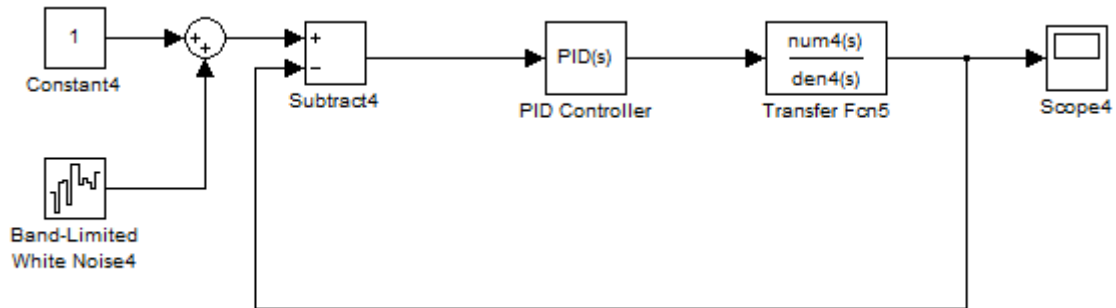 1
Constant4
+
+
+
−
Subtract4
PID(s)
PID Controller
num4(s)
den4(s)
Transfer Fcn5
Scope4
Band-Limited
White Noise4